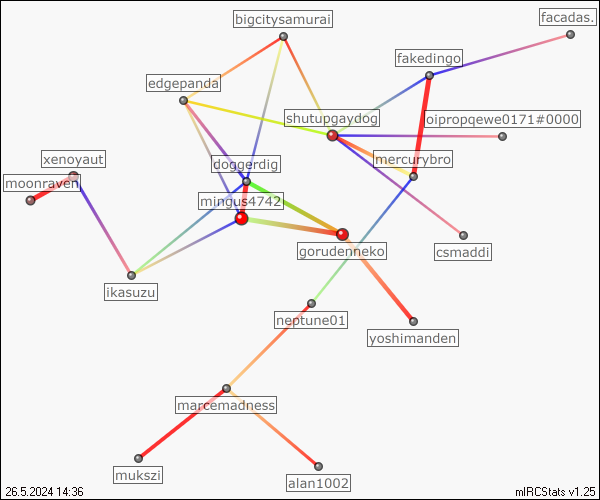 bigcitysamurai
facadas.
fakedingo
edgepanda
shutupgaydog
oipropqewe0171#0000
xenoyaut
doggerdig
mercurybro
moonraven
mingus4742
gorudenneko
csmaddi
ikasuzu
neptune01
yoshimanden
marcemadness
mukszi
alan1002
26.5.2024 14:36
mIRCStats v1.25